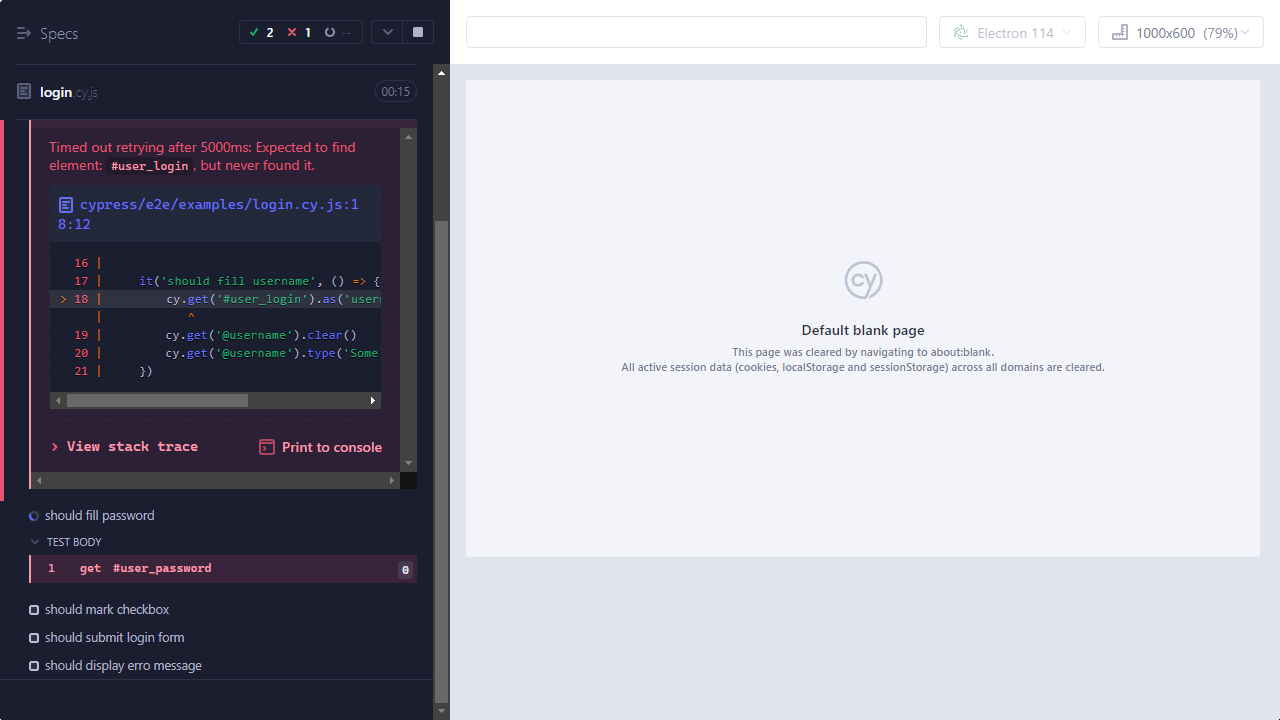 Specs
2 1 --
login.cy.js
00:15
Timed out retrying after 5000ms: Expected to find
element: #user_login, but never found it.
cypress/e2e/examples/login.cy.js:1
8:12
16 |
17 | it('should fill username', () => {
> 18 | cy.get('#user_login').as('user
| ^
19 | cy.get('@username').clear()
20 | cy.get('@username').type('Some
21 | })
View stack trace
Print to console
should fill password
TEST BODY
1 get #user_password 0
should mark checkbox
should submit login form
should display erro message
Electron 114
1000x600 (79%)
cy
Default blank page
This page was cleared by navigating to about:blank.
All active session data (cookies, localStorage and sessionStorage) across all domains are cleared.